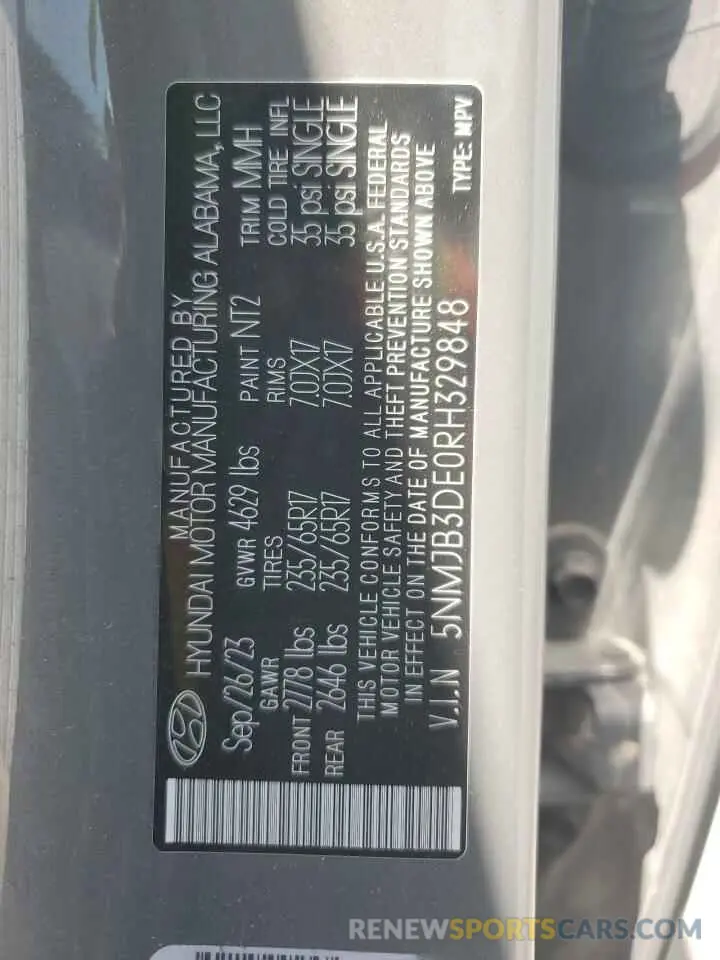 MANUFACTURED BY
HYUNDAI MOTOR MANUFACTURING ALABAMA, LLC
Sep/26/23 GVWR 4629 lbs PAINT NT2 TRIM MMH
GAWR TIRES RIMS COLD TIRE INFL
FRONT 2778 lbs 235/65R17 7.0JX17 35 psi SINGLE
REAR 2646 lbs 235/65R17 7.0JX17 35 psi SINGLE
THIS VEHICLE CONFORMS TO ALL APPLICABLE U.S.A. FEDERAL
MOTOR VEHICLE SAFETY AND THEFT PREVENTION STANDARDS
IN EFFECT ON THE DATE OF MANUFACTURE SHOWN ABOVE
V.I.N 5NMJB3DE0RH329848 TYPE: MPV
RENEWSPORTSCARS.COM